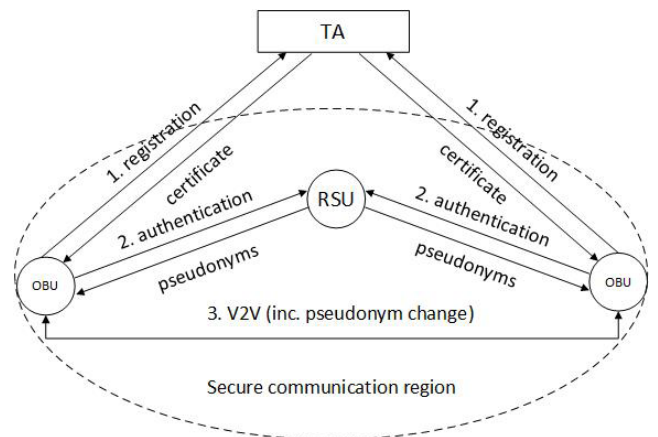 TA
1. registration
certificate
1. registration
certificate
RSU
2. authentication
pseudonyms
2. authentication
pseudonyms
OBU
OBU
3. V2V (inc. pseudonym change)
Secure communication region